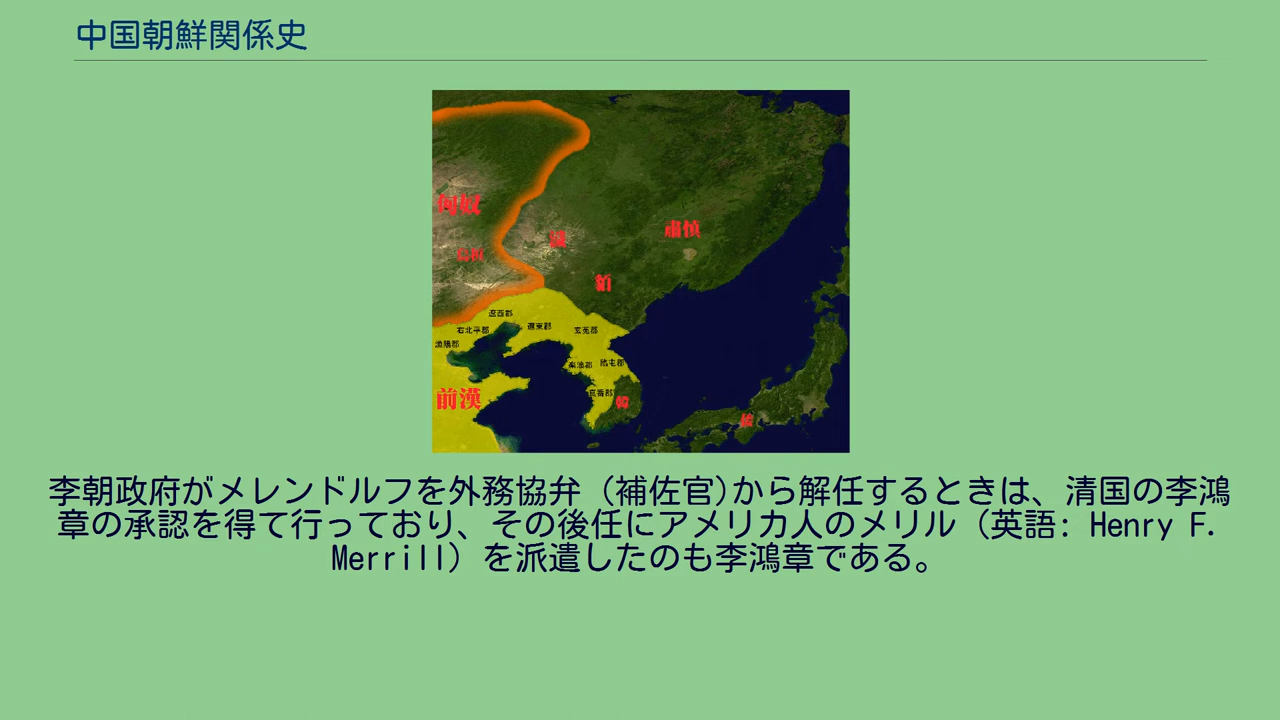 中国朝鮮関係史
匈奴
烏桓
濊
肅慎
貊
遼西郡
右北平郡
遼東郡
玄菟郡
漁陽郡
楽浪郡
臨屯郡
真番郡
前漢
韓
倭
李朝政府がメレンドルフを外務協弁（補佐官)から解任するときは、清国の李鴻
章の承認を得て行っており、その後任にアメリカ人のメリル（英語: Henry F.
Merrill）を派遣したのも李鴻章である。